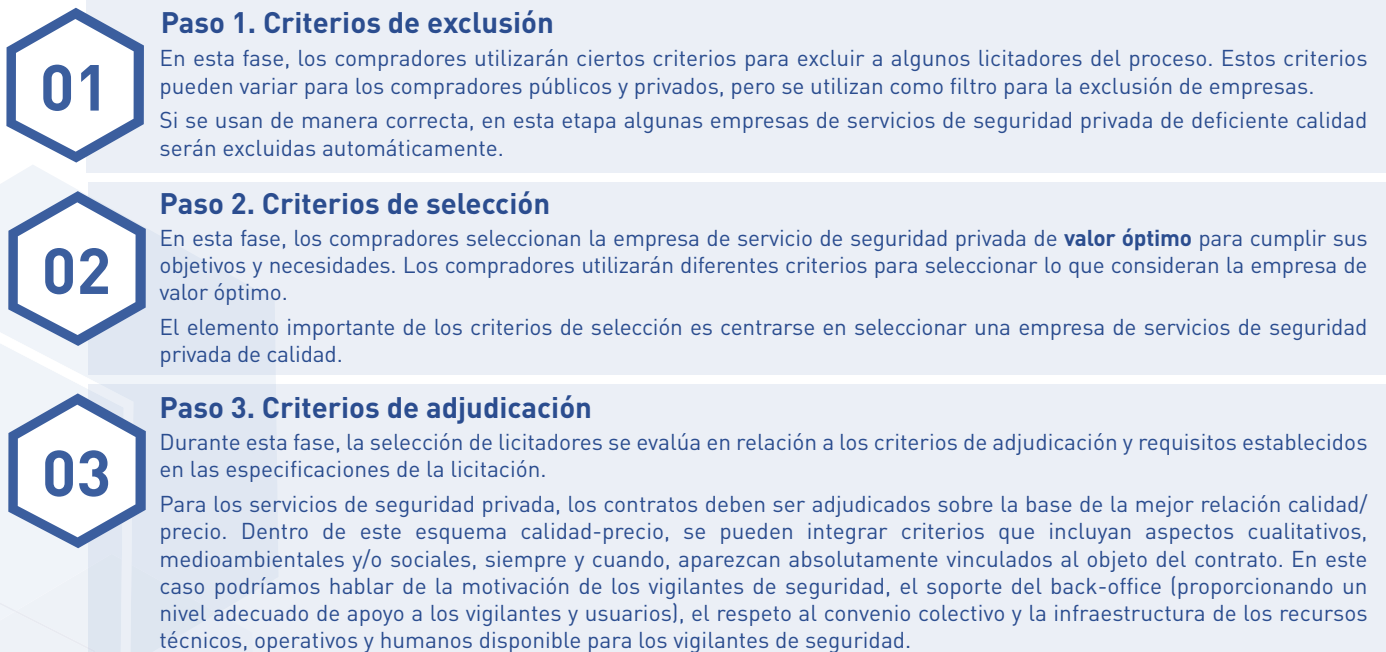 01
Paso 1. Criterios de exclusión
En esta fase, los compradores utilizarán ciertos criterios para excluir a algunos licitadores del proceso. Estos criterios
pueden variar para los compradores públicos y privados, pero se utilizan como filtro para la exclusión de empresas.
Si se usan de manera correcta, en esta etapa algunas empresas de servicios de seguridad privada de deficiente calidad
serán excluidas automáticamente.
02
Paso 2. Criterios de selección
En esta fase, los compradores seleccionan la empresa de servicio de seguridad privada de valor óptimo para cumplir sus
objetivos y necesidades. Los compradores utilizarán diferentes criterios para seleccionar lo que consideran la empresa de
valor óptimo.
El elemento importante de los criterios de selección es centrarse en seleccionar una empresa de servicios de seguridad
privada de calidad.
03
Paso 3. Criterios de adjudicación
Durante esta fase, la selección de licitadores se evalúa en relación a los criterios de adjudicación y requisitos establecidos
en las especificaciones de la licitación.
Para los servicios de seguridad privada, los contratos deben ser adjudicados sobre la base de la mejor relación calidad/
precio. Dentro de este esquema calidad-precio, se pueden integrar criterios que incluyan aspectos cualitativos,
medioambientales y/o sociales, siempre y cuando, aparezcan absolutamente vinculados al objeto del contrato. En este
caso podríamos hablar de la motivación de los vigilantes de seguridad, el soporte del back-office (proporcionando un
nivel adecuado de apoyo a los vigilantes y usuarios), el respeto al convenio colectivo y la infraestructura de los recursos
técnicos, operativos y humanos disponible para los vigilantes de seguridad.